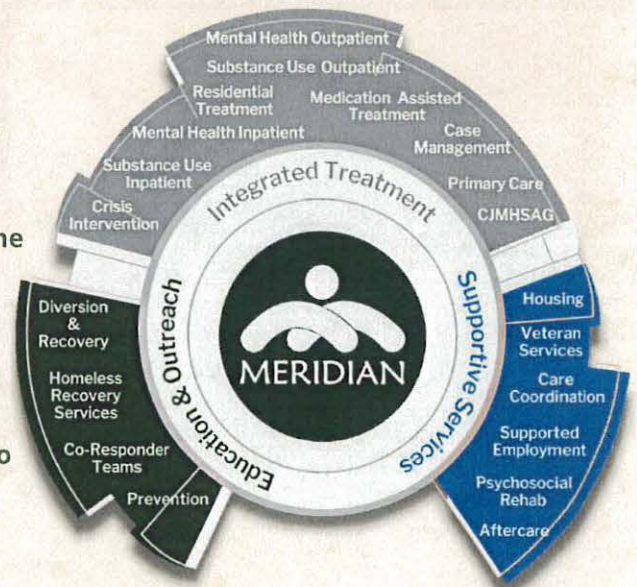 Mental Health Outpatient
Substance Use Outpatient
Residential
Treatment
Medication Assisted
Treatment
Mental Health Inpatient
Case
Management
Substance Use
Inpatient
Primary Care
Crisis
Intervention
CJMHSAG
Integrated Treatment
ne
Diversion
&
Recovery
Homeless
Recovery
Services
Co-Responder
Teams
Prevention
o
Education & Outreach
MERIDIAN
Supportive Services
Housing
Veteran
Services
Care
Coordination
Supported
Employment
Psychosocial
Rehab
Aftercare